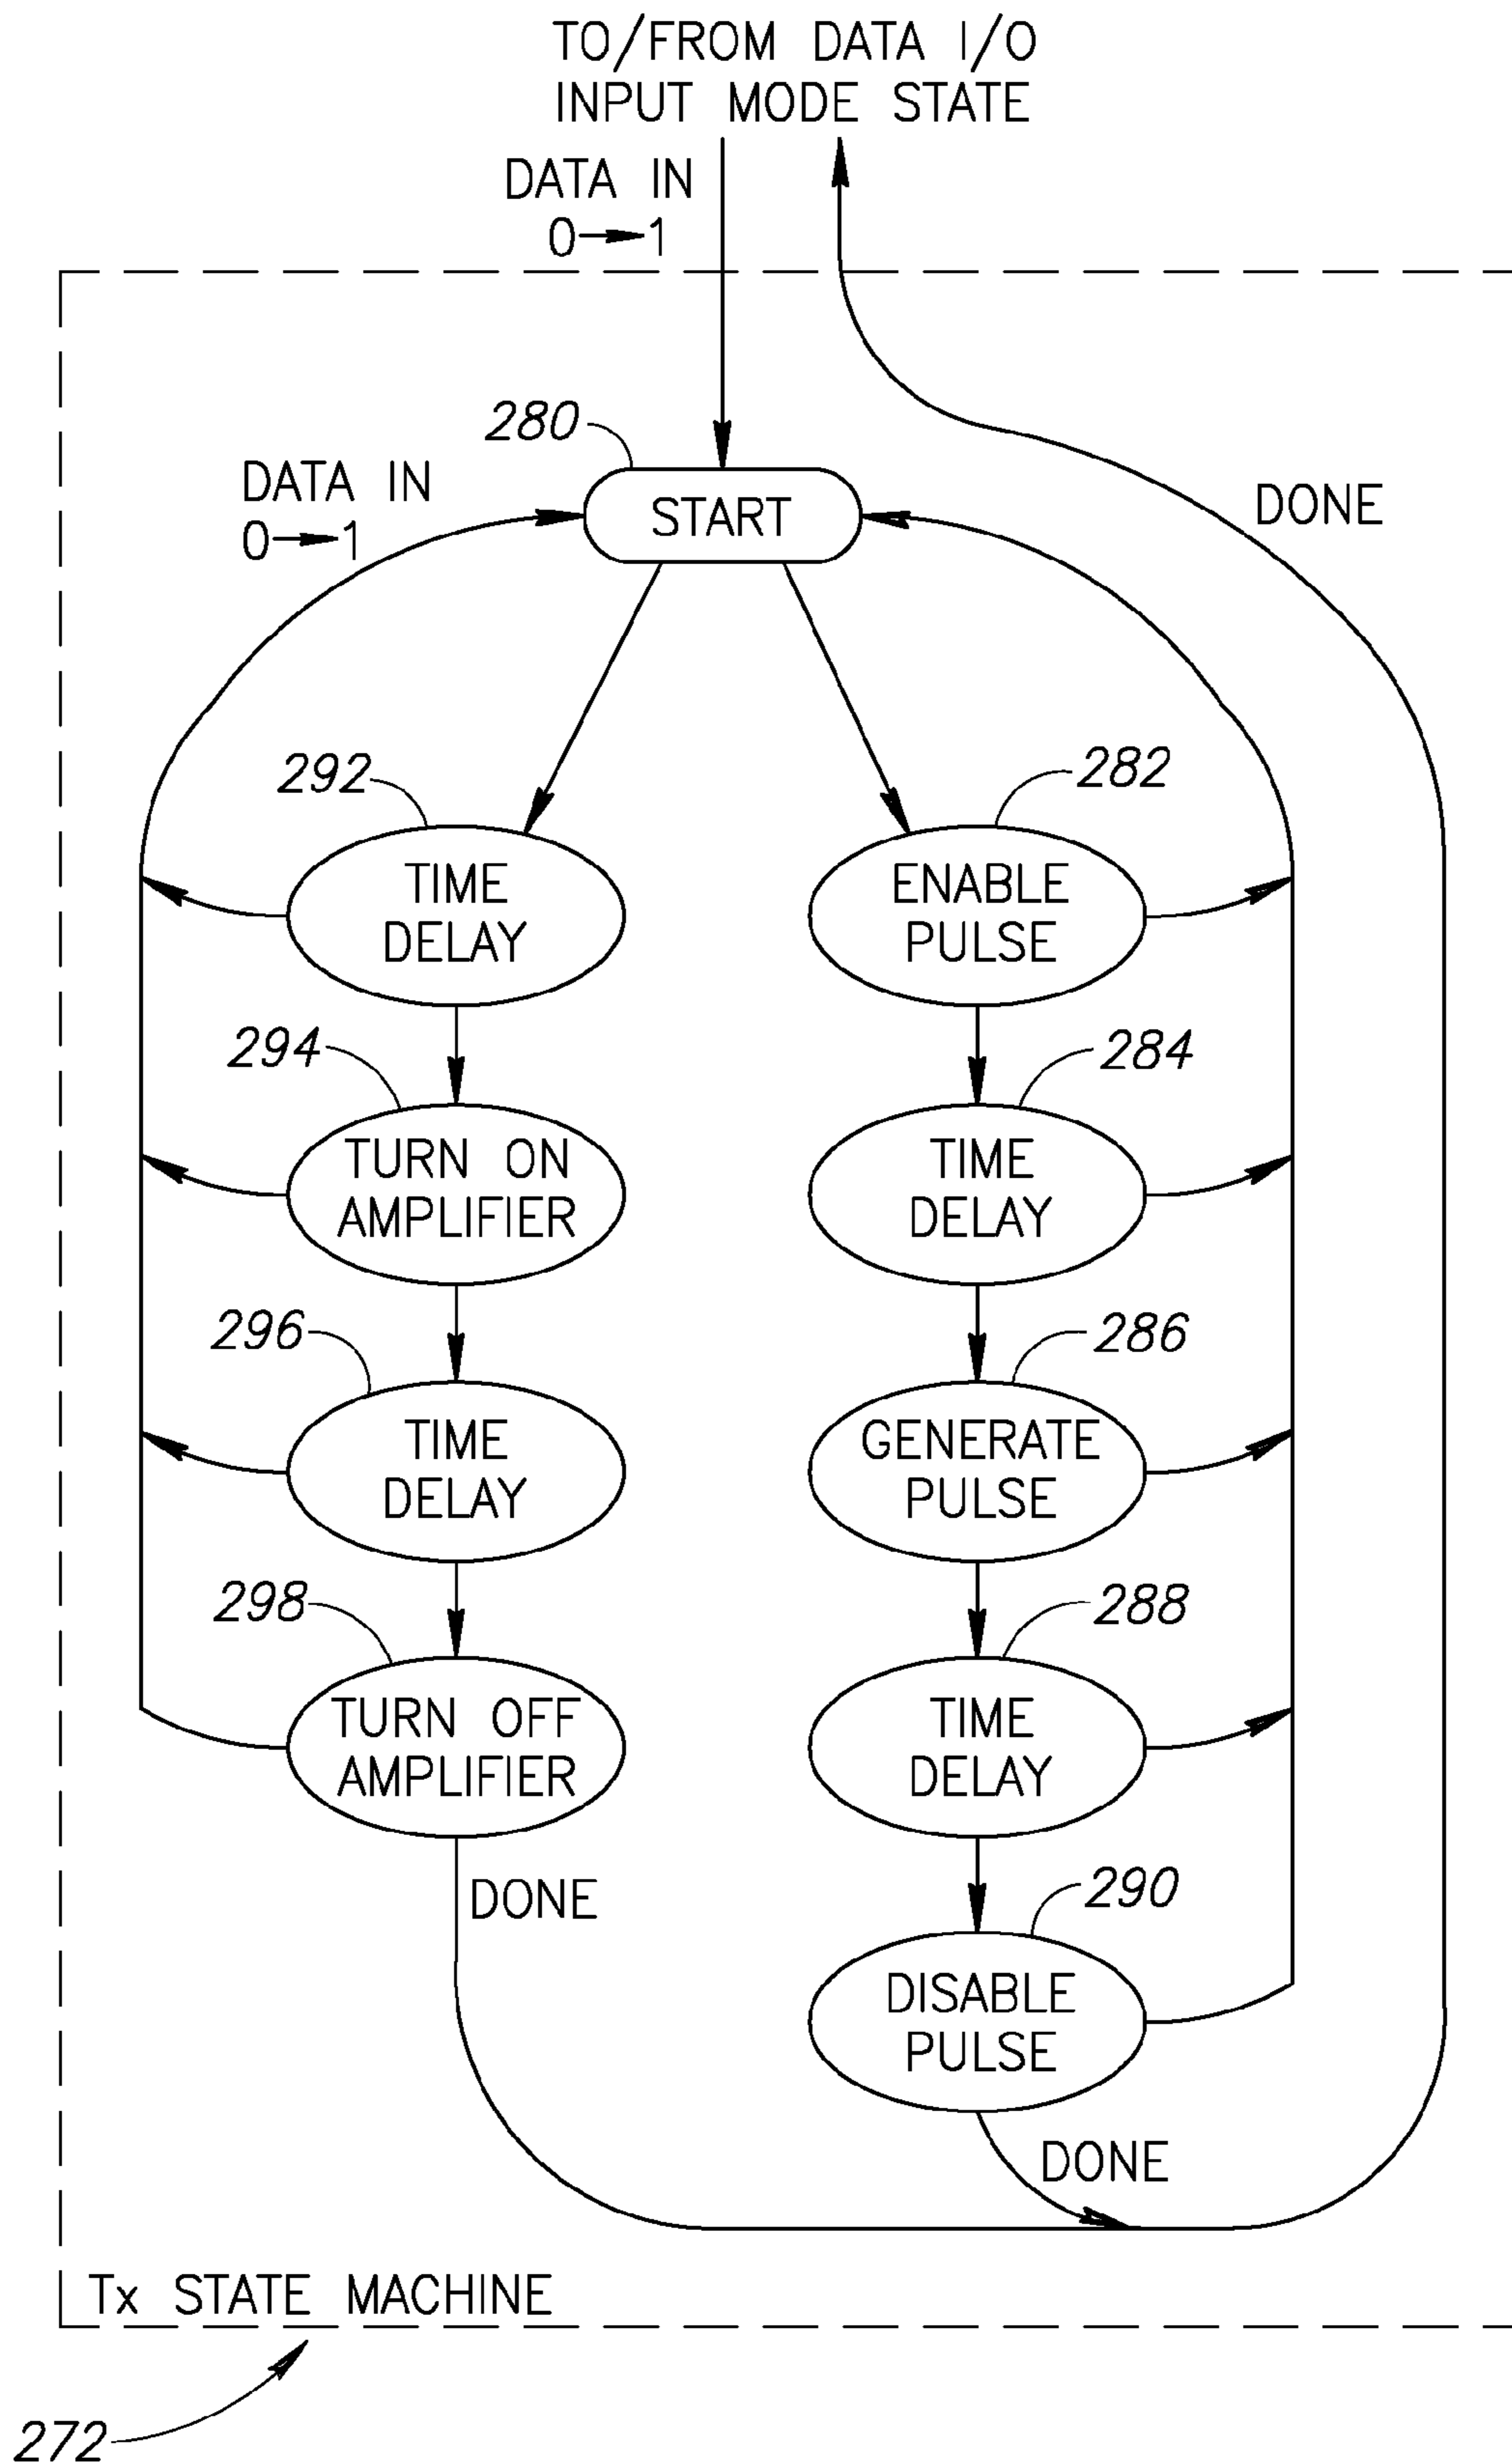 TO/FROM DATA I/O
INPUT MODE STATE
DATA IN
0→1
280
DATA IN
0→1
START
DONE
292
282
TIME
DELAY
ENABLE
PULSE
294
284
TURN ON
AMPLIFIER
TIME
DELAY
296
286
TIME
DELAY
GENERATE
PULSE
298
288
TURN OFF
AMPLIFIER
TIME
DELAY
DONE
290
DISABLE
PULSE
DONE
Tx STATE MACHINE
272